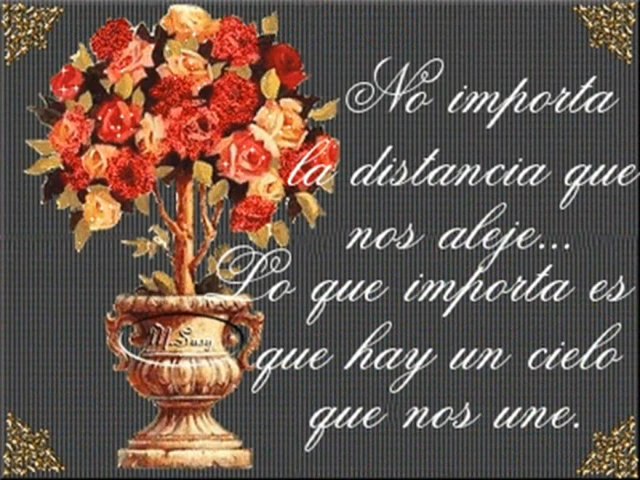 No importa
la distancia que
nos aleje...
Lo que importa es
que hay un cielo
que nos une.
M.Susy